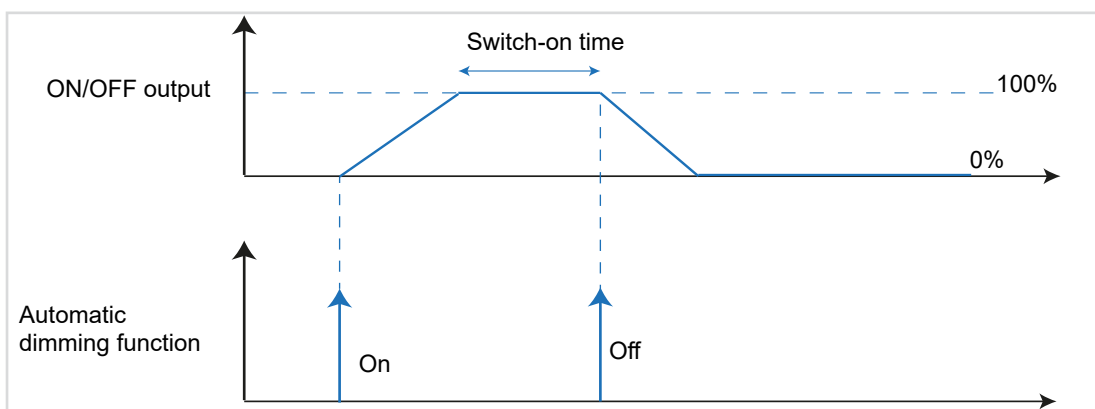 Switch-on time
ON/OFF output
100%
0%
Automatic
dimming function
On
Off